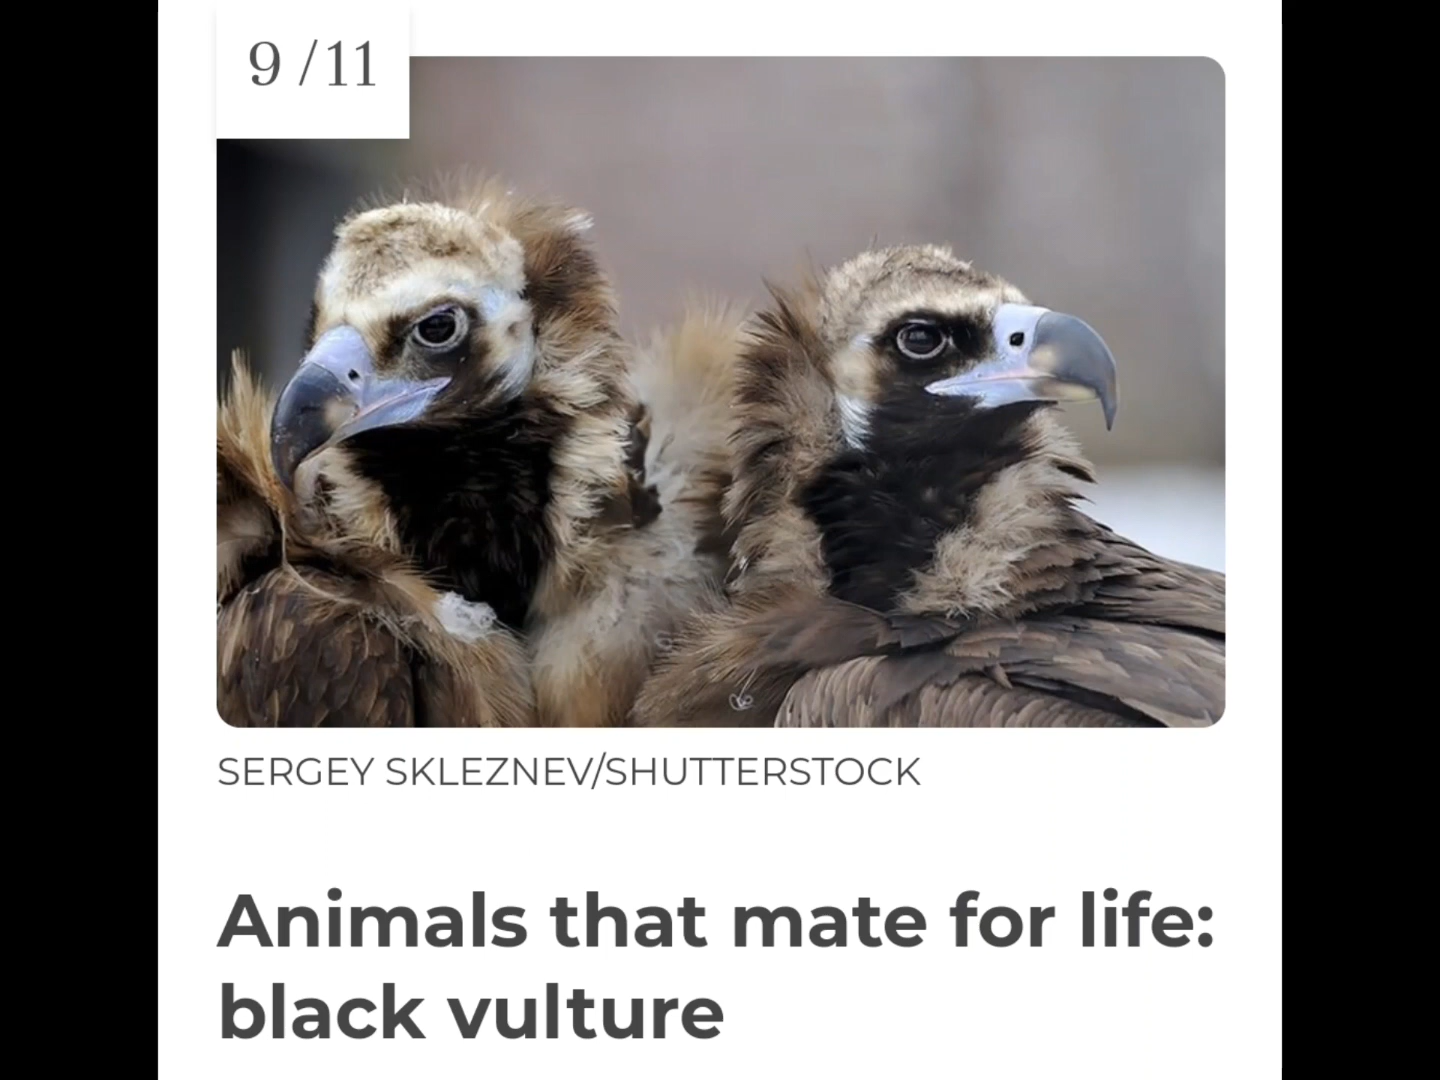 9 /11
SERGEY SKLEZNEV/SHUTTERSTOCK
Animals that mate for life:
black vulture